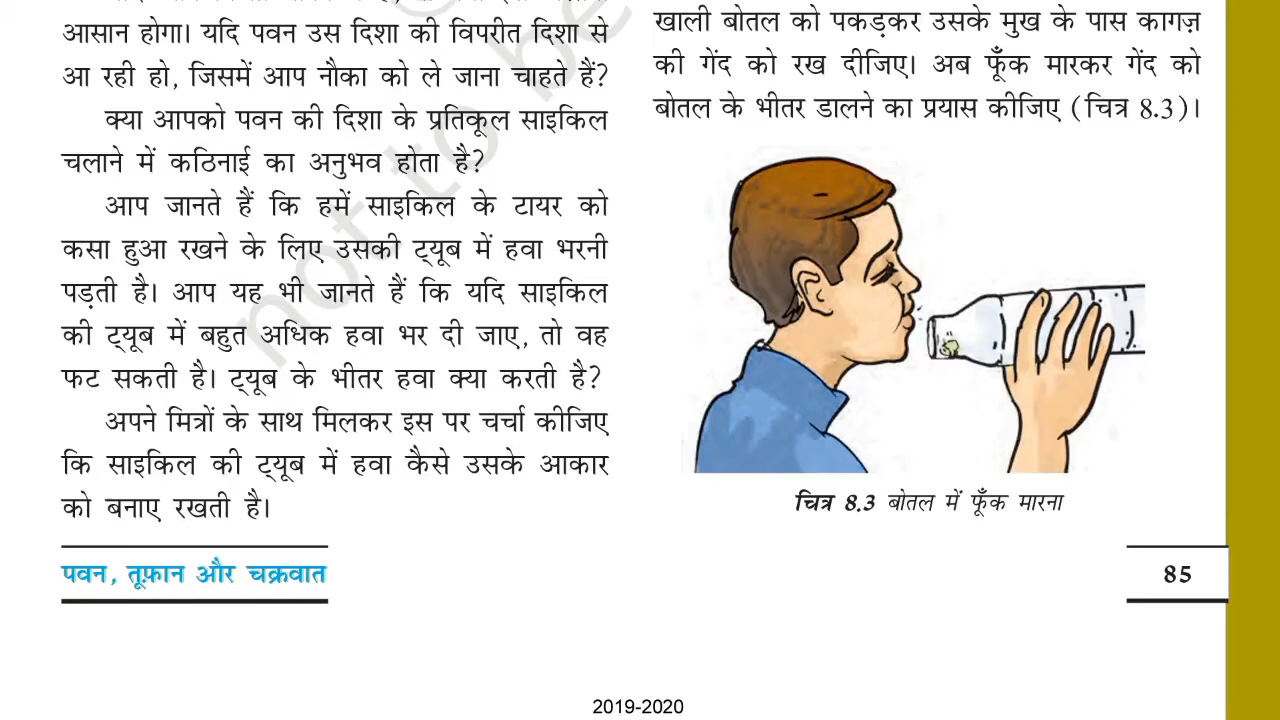 आसान होगा। यदि पवन उस दिशा की विपरीत दिशा से
आ रही हो, जिसमें आप नौका को ले जाना चाहते हैं?
क्या आपको पवन की दिशा के प्रतिकूल साइकिल
चलाने में कठिनाई का अनुभव होता है?
आप जानते हैं कि हमें साइकिल के टायर को
कसा हुआ रखने के लिए उसकी ट्यूब में हवा भरनी
पड़ती है। आप यह भी जानते हैं कि यदि साइकिल
की ट्यूब में बहुत अधिक हवा भर दी जाए, तो वह
फट सकती है। ट्यूब के भीतर हवा क्या करती है?
अपने मित्रों के साथ मिलकर इस पर चर्चा कीजिए
कि साइकिल की ट्यूब में हवा कैसे उसके आकार
को बनाए रखती है।
खाली बोतल को पकड़कर उसके मुख के पास कागज़
की गेंद को रख दीजिए। अब फूँक मारकर गेंद को
बोतल के भीतर डालने का प्रयास कीजिए (चित्र 8.3)।
चित्र 8.3 बोतल में फूँक मारना
पवन, तूफ़ान और चक्रवात
85
not to be
2019-2020